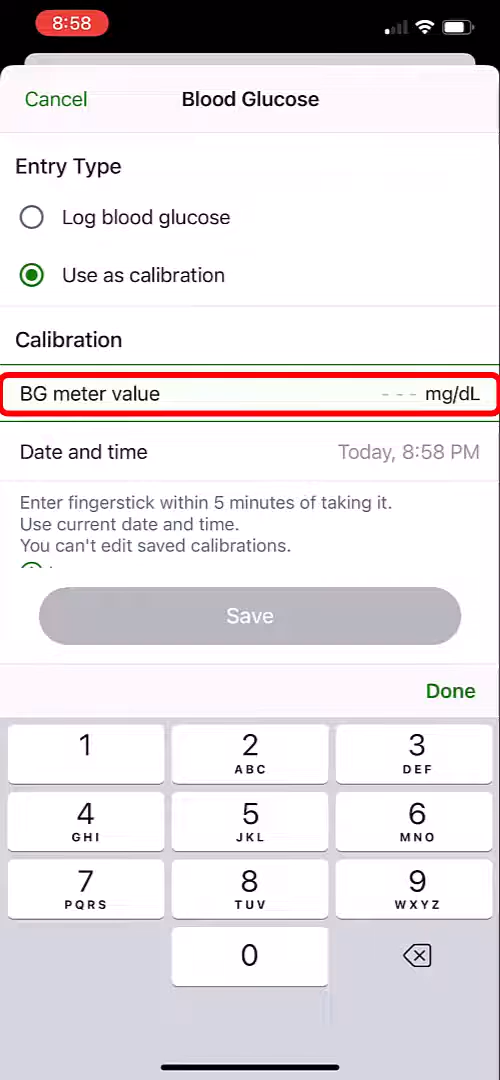 8:58
Cancel Blood Glucose
Entry Type
Log blood glucose
Use as calibration
Calibration
BG meter value - - - mg/dL
Date and time Today, 8:58 PM
Enter fingerstick within 5 minutes of taking it.
Use current date and time.
You can't edit saved calibrations.
Save
Done
1 2 3
ABC DEF
4 5 6
GHI JKL MNO
7 8 9
PQRS TUV WXYZ
0